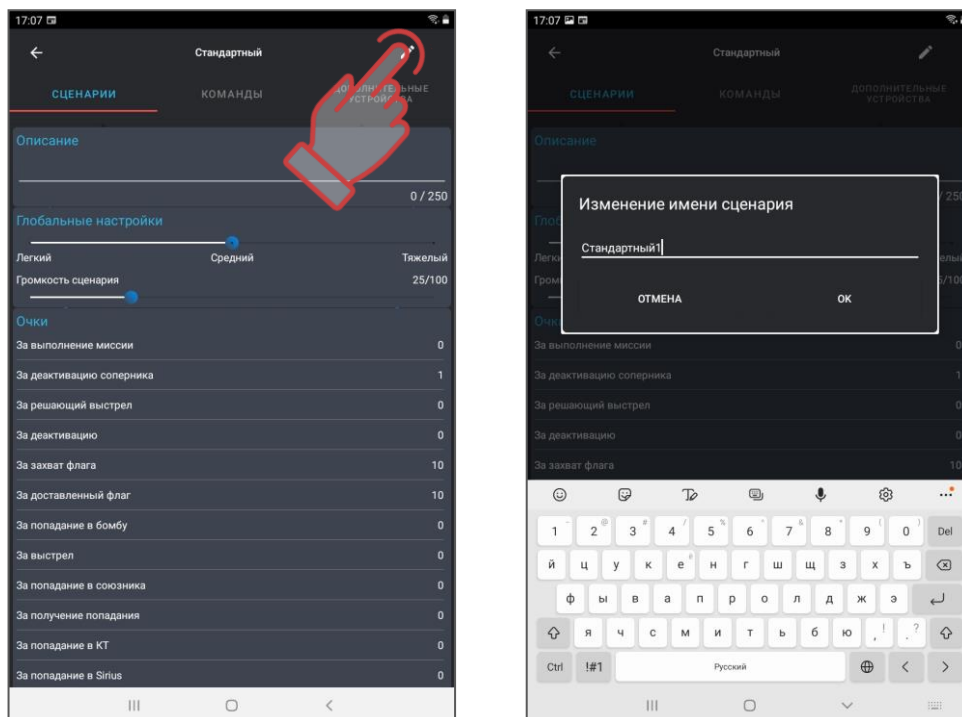 17:07
Стандартный
СЦЕНАРИИ
КОМАНДЫ
Описание
0 / 250
Глобальные настройки
Легкий
Средний
Тяжелый
Громкость сценария
25/100
Очки
За выполнение миссии
0
За деактивацию соперника
1
За решающий выстрел
0
За деактивацию
0
За захват флага
10
За доставленный флаг
10
За попадание в бомбу
0
За выстрел
0
За попадание в союзника
0
За получение попадания
0
За попадание в КТ
0
За попадание в Sirius
0
17:07
Стандартный
СЦЕНАРИИ
КОМАНДЫ
ДОПОЛНИТЕЛЬНЫЕ
УСТРОЙСТВА
Описание
Изменение имени сценария
Стандартный1
ОТМЕНА
ОК
За выполнение миссии
0
За деактивацию соперника
1
За решающий выстрел
0
За деактивацию
0
За захват флага
10
1 2 3 4 5 6 7 8 9 0 Del
й ц у к е н г ш щ з х ъ
ф ы в а п р о л д ж э
я ч с м и т ь б ю , .
Ctrl !#1 Русский